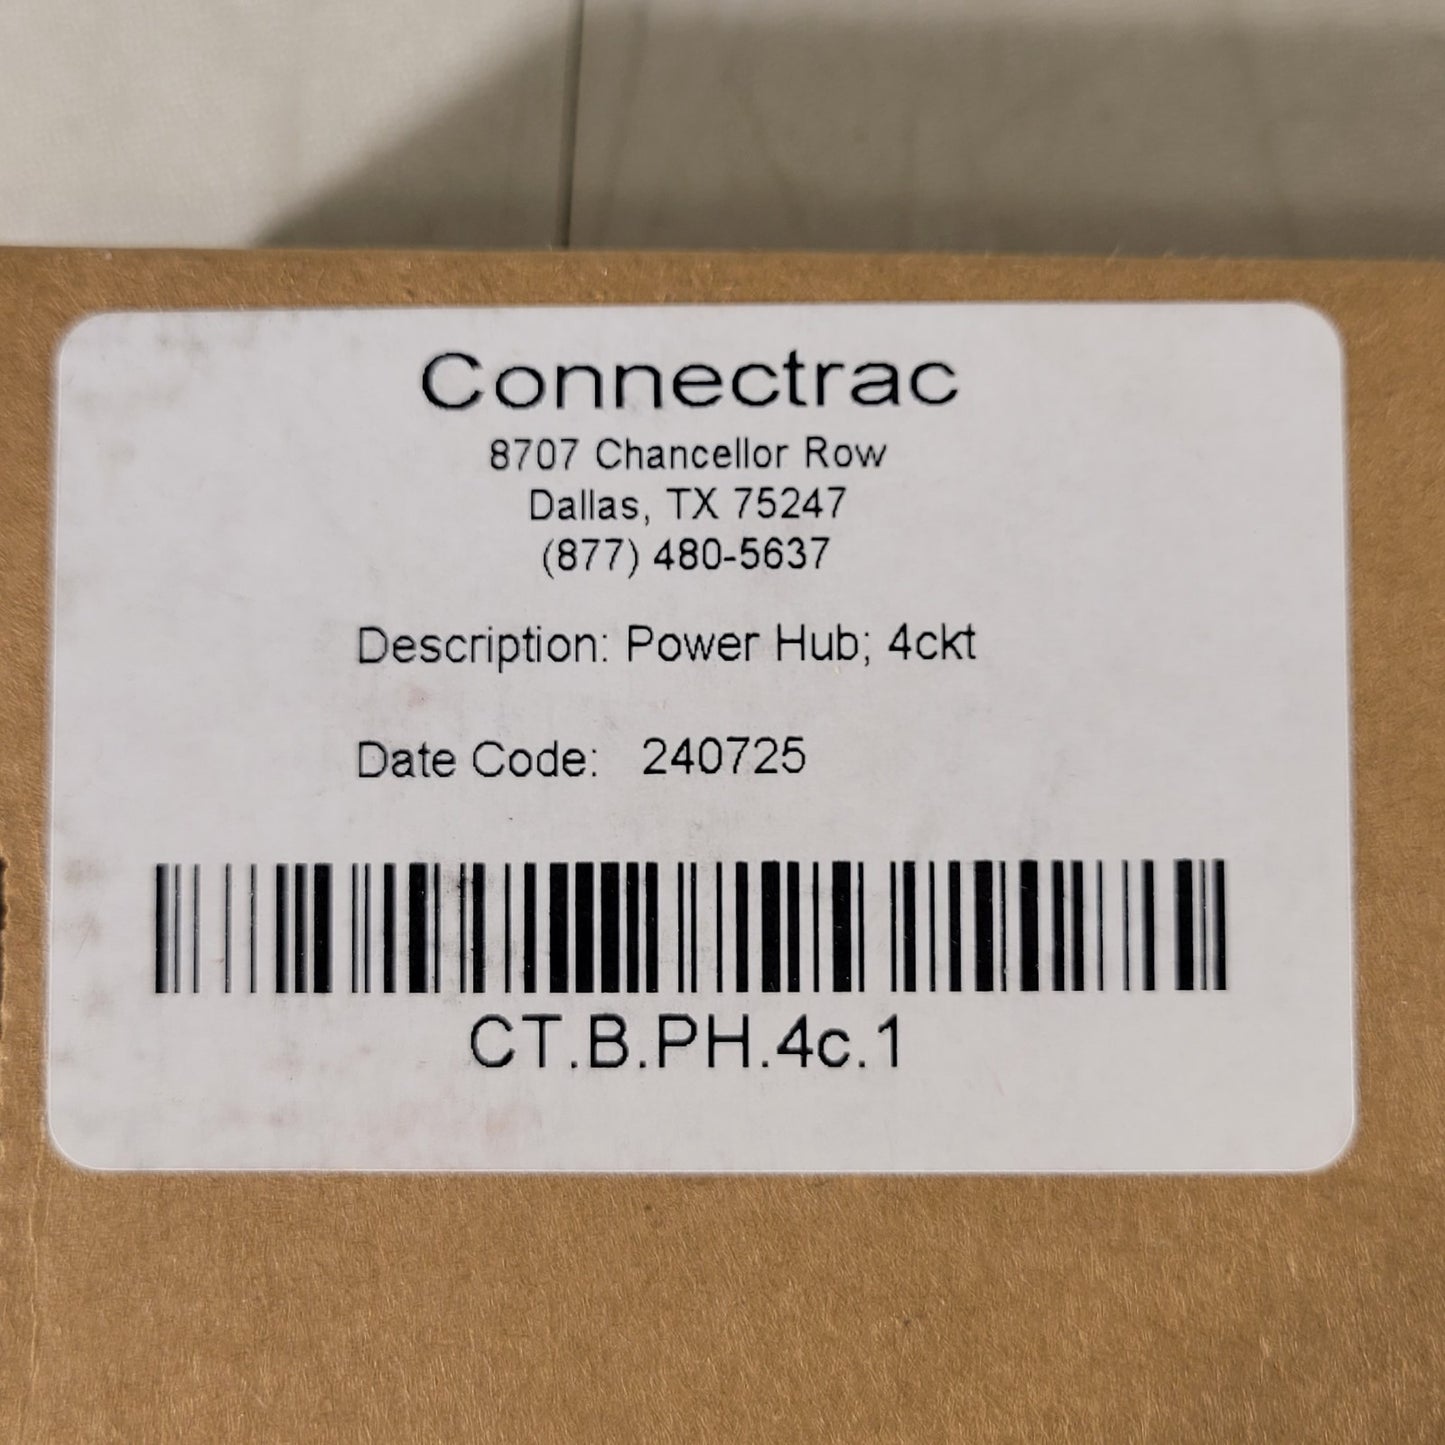 Connectrac
8707 Chancellor Row
Dallas, TX 75247
(877) 480-5637
Description: Power Hub; 4ckt
Date Code: 240725
CT.B.PH.4c.1